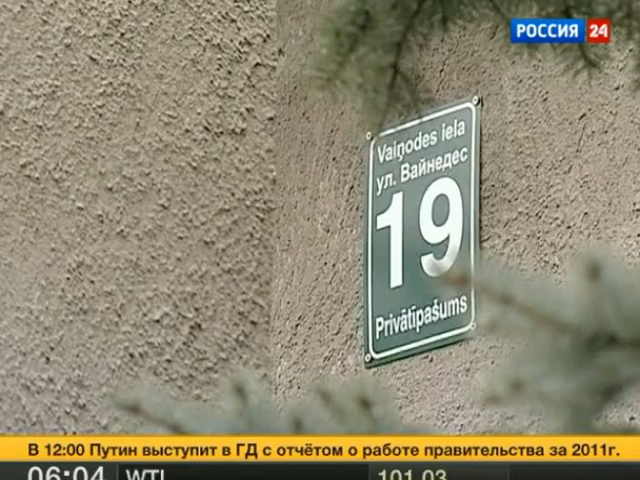 РОССИЯ 24
Vaiņodes iela
ул. Вайнедес
19
Privātīpašums
В 12:00 Путин выступит в ГД с отчётом о работе правительства за 2011г.
06:04 WTI 101.03